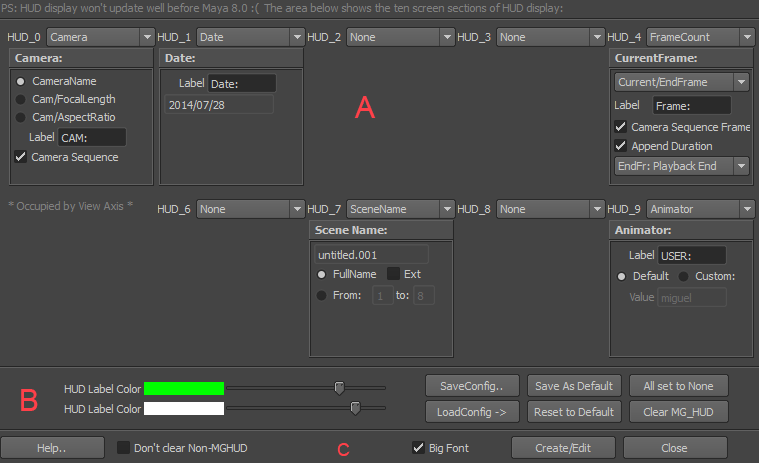 PS: HUD display won't update well before Maya 8.0 :( The area below shows the ten screen sections of HUD display:
HUD_0 Camera HUD_1 Date HUD_2 None HUD_3 None HUD_4 FrameCount
Camera: Date: CurrentFrame:
CameraName Label Date: Current/EndFrame
Cam/FocalLength 2014/07/28 A Label Frame:
Cam/AspectRatio Camera Sequence Frame
Label CAM: Append Duration
Camera Sequence EndFr: Playback End
* Occupied by View Axis * HUD_6 None HUD_7 SceneName HUD_8 None HUD_9 Animator
Scene Name: Animator:
untitled.001 Label USER:
FullName Ext Default Custom:
From: 1 to: 8 Value miguel
B HUD Label Color SaveConfig.. Save As Default All set to None
HUD Label Color LoadConfig -> Reset to Default Clear MG_HUD
Help.. Don't clear Non-MGHUD C Big Font Create/Edit Close